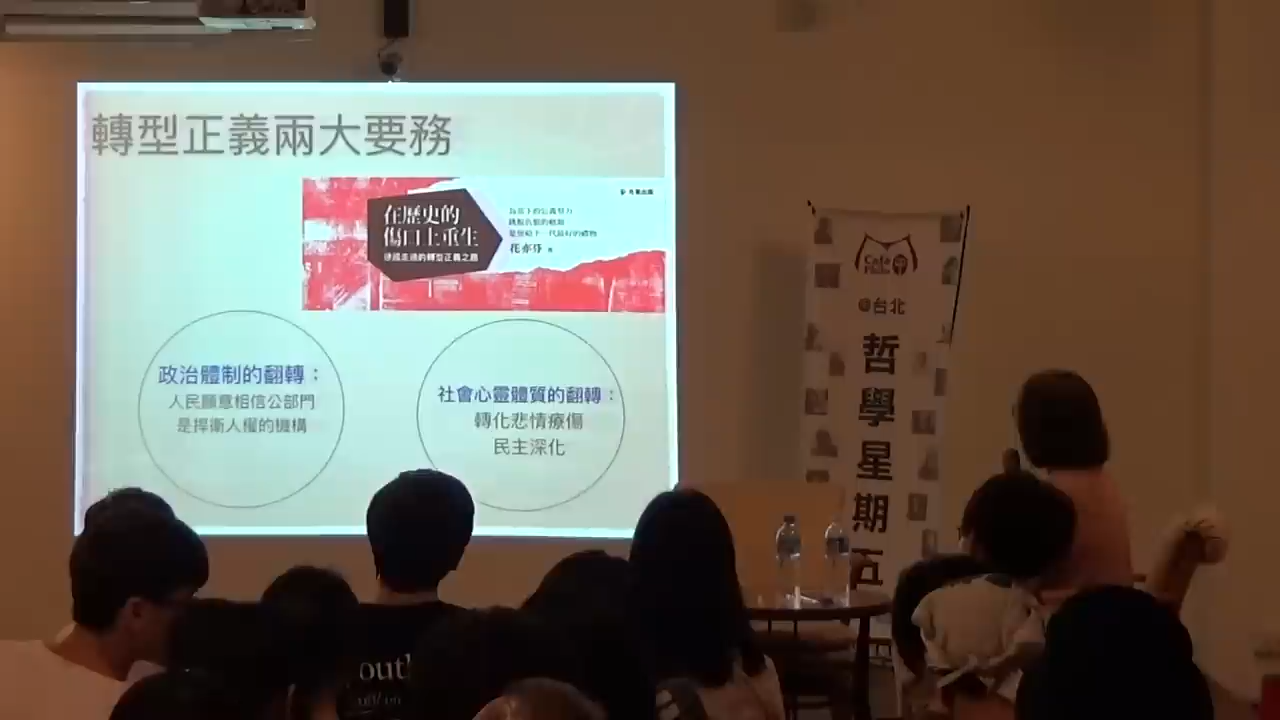 轉型正義兩大要務
在歷史的
傷口上重生
德國走過的轉型正義之路
花亦芬
政治體制的翻轉：
人民願意相信公部門
是捍衛人權的機構
社會心靈體質的翻轉：
轉化悲情療傷
民主深化
Café
Philo
@台北
哲學星期五